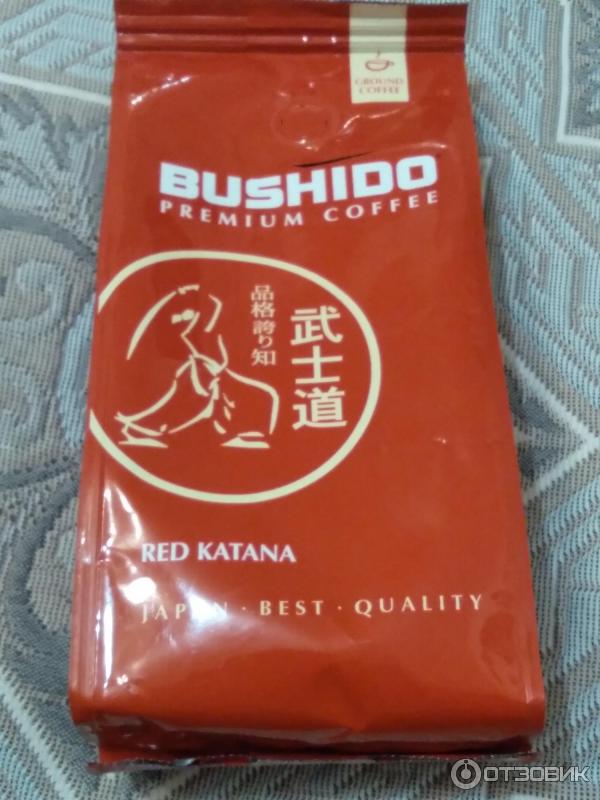 GROUND
COFFEE
BUSHIDO
PREMIUM COFFEE
武士道
品格誇り知
RED KATANA
JAPAN · BEST · QUALITY
ОТЗОВИК